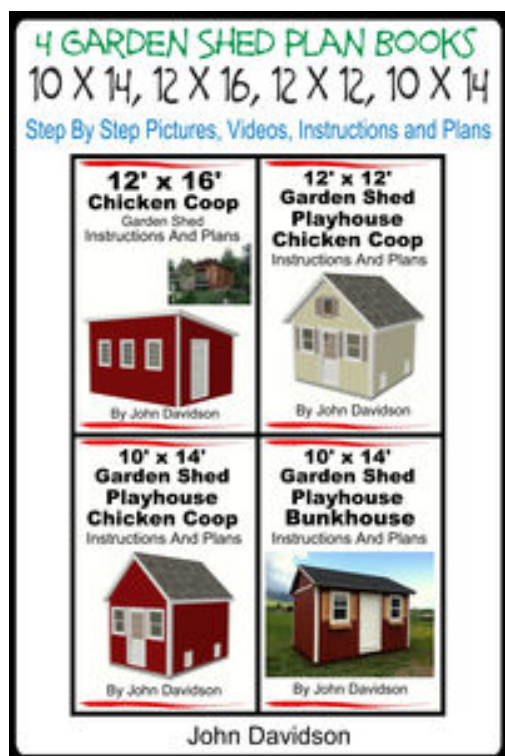 4 GARDEN SHED PLAN BOOKS
10 X 14, 12 X 16, 12 X 12, 10 X 14
Step By Step Pictures, Videos, Instructions and Plans
12' x 16'
Chicken Coop
Garden Shed
Instructions And Plans
By John Davidson
12' x 12'
Garden Shed
Playhouse
Chicken Coop
Instructions And Plans
By John Davidson
10' x 14'
Garden Shed
Playhouse
Chicken Coop
Instructions And Plans
By John Davidson
10' x 14'
Garden Shed
Playhouse
Bunkhouse
Instructions And Plans
By John Davidson
John Davidson